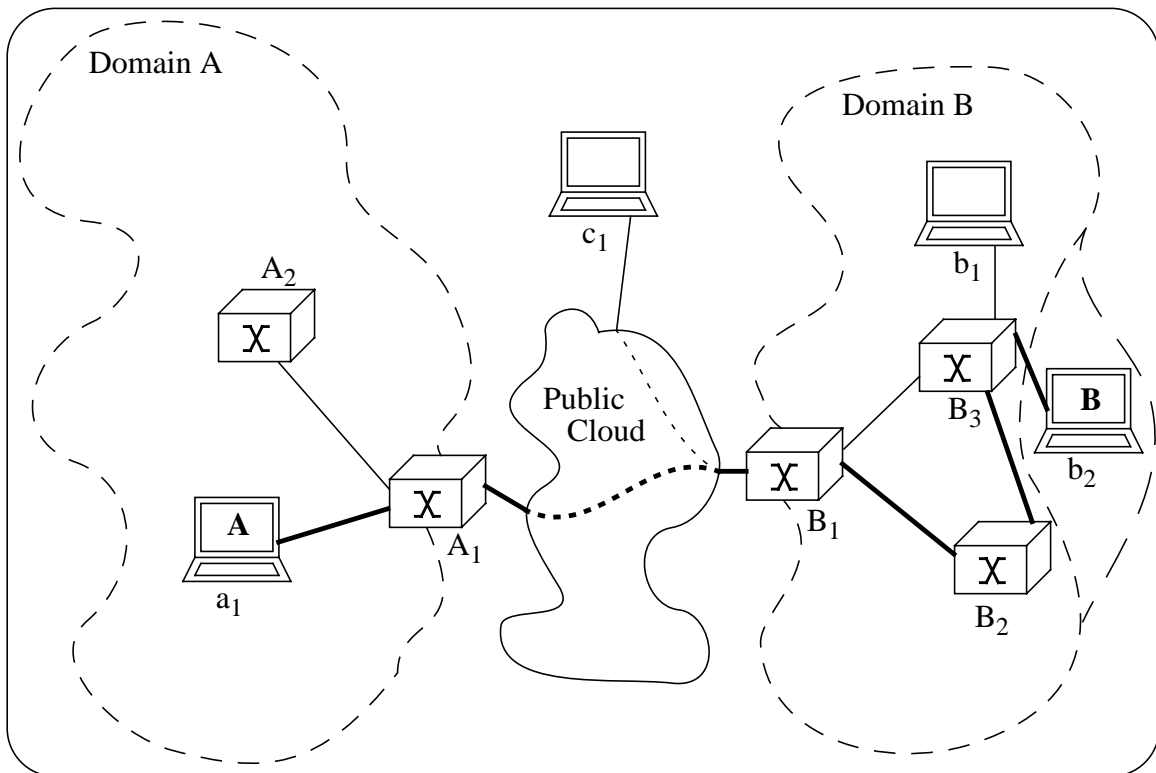 Domain A
Domain B
c₁
b₁
A₂
Public
Cloud
B₃
B
b₂
A
A₁
a₁
B₁
B₂